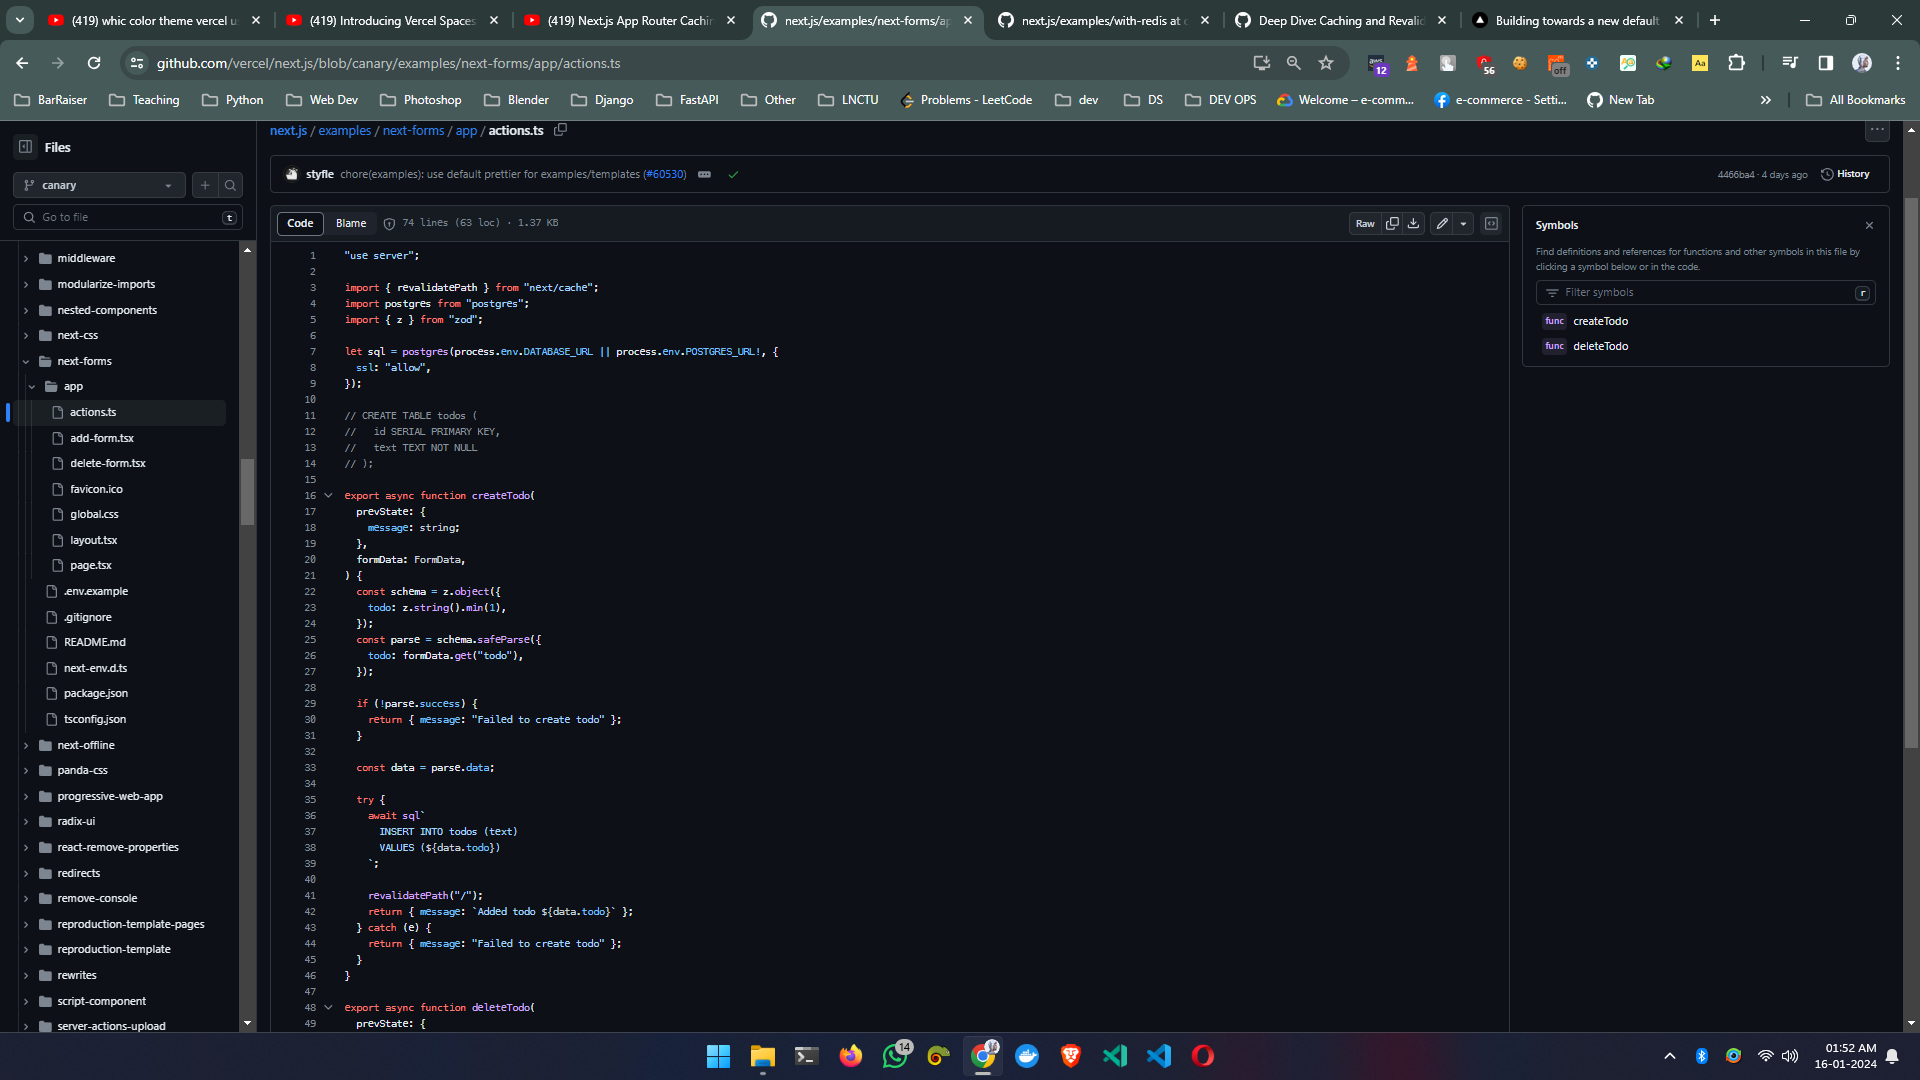 (419) whic color theme vercel u
(419) Introducing Vercel Spaces
(419) Next.js App Router Cachin
next.js/examples/next-forms/ap
next.js/examples/with-redis at c
Deep Dive: Caching and Revalid
Building towards a new default
github.com/vercel/next.js/blob/canary/examples/next-forms/app/actions.ts
12
56
off
Aa
BarRaiser
Teaching
Python
Web Dev
Photoshop
Blender
Django
FastAPI
Other
LNCTU
Problems - LeetCode
dev
DS
DEV OPS
Welcome – e-comm...
e-commerce - Setti...
New Tab
All Bookmarks
Files
canary
Go to file
t
middleware
modularize-imports
nested-components
next-css
next-forms
app
actions.ts
add-form.tsx
delete-form.tsx
favicon.ico
global.css
layout.tsx
page.tsx
.env.example
.gitignore
README.md
next-env.d.ts
package.json
tsconfig.json
next-offline
panda-css
progressive-web-app
radix-ui
react-remove-properties
redirects
remove-console
reproduction-template-pages
reproduction-template
rewrites
script-component
server-actions-upload
next.js / examples / next-forms / app / actions.ts
styfle chore(examples): use default prettier for examples/templates (#60530)
4466ba4 · 4 days ago
History
Code
Blame
74 lines (63 loc) · 1.37 KB
Raw
1 "use server";
2
3 import { revalidatePath } from "next/cache";
4 import postgres from "postgres";
5 import { z } from "zod";
6
7 let sql = postgres(process.env.DATABASE_URL || process.env.POSTGRES_URL!, {
8 ssl: "allow",
9 });
10
11 // CREATE TABLE todos (
12 // id SERIAL PRIMARY KEY,
13 // text TEXT NOT NULL
14 // );
15
16 export async function createTodo(
17 prevState: {
18 message: string;
19 },
20 formData: FormData,
21 ) {
22 const schema = z.object({
23 todo: z.string().min(1),
24 });
25 const parse = schema.safeParse({
26 todo: formData.get("todo"),
27 });
28
29 if (!parse.success) {
30 return { message: "Failed to create todo" };
31 }
32
33 const data = parse.data;
34
35 try {
36 await sql`
37 INSERT INTO todos (text)
38 VALUES (${data.todo})
39 `;
40
41 revalidatePath("/");
42 return { message: `Added todo ${data.todo}` };
43 } catch (e) {
44 return { message: "Failed to create todo" };
45 }
46 }
47
48 export async function deleteTodo(
49 prevState: {
Symbols
Find definitions and references for functions and other symbols in this file by
clicking a symbol below or in the code.
Filter symbols
r
func createTodo
func deleteTodo
14
01:52 AM
16-01-2024